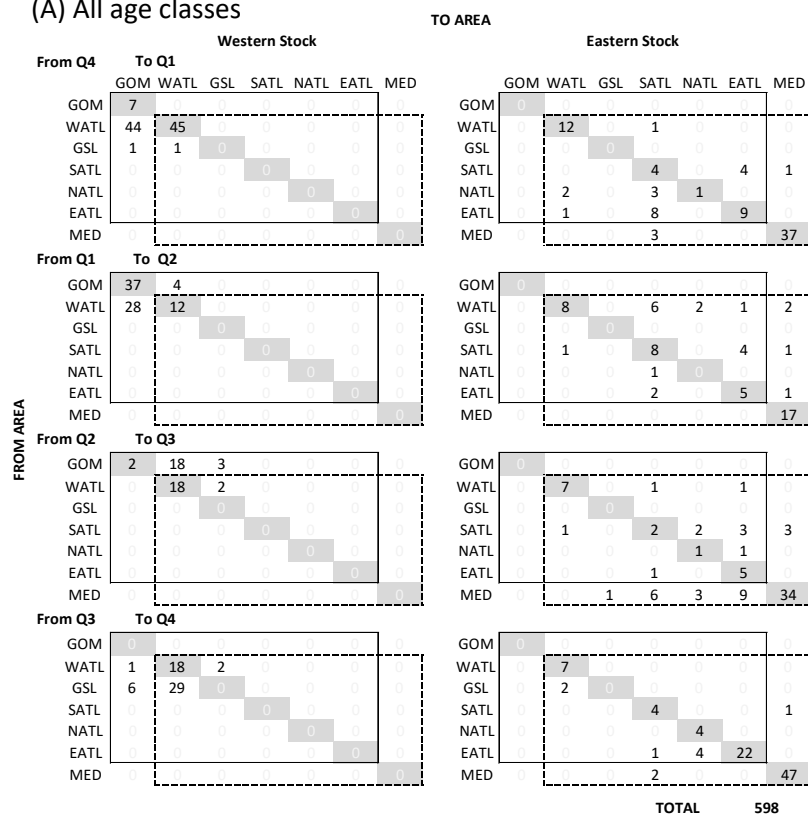 (A) All age classes
TO AREA
Western Stock Eastern Stock
From Q4 To Q1
GOM WATL GSL SATL NATL EATL MED GOM WATL GSL SATL NATL EATL MED
GOM 7 0 0 0 0 0 0 GOM 0 0 0 0 0 0 0
WATL 44 45 0 0 0 0 0 WATL 0 12 0 1 0 0 0
GSL 1 1 0 0 0 0 0 GSL 0 0 0 0 0 0 0
SATL 0 0 0 0 0 0 0 SATL 0 0 0 4 0 4 1
NATL 0 0 0 0 0 0 0 NATL 0 2 0 3 1 0 0
EATL 0 0 0 0 0 0 0 EATL 0 1 0 8 0 9 0
MED 0 0 0 0 0 0 0 MED 0 0 0 3 0 0 37
From Q1 To Q2
GOM 37 4 0 0 0 0 0 GOM 0 0 0 0 0 0 0
WATL 28 12 0 0 0 0 0 WATL 0 8 0 6 2 1 2
GSL 0 0 0 0 0 0 0 GSL 0 0 0 0 0 0 0
SATL 0 0 0 0 0 0 0 SATL 0 1 0 8 0 4 1
NATL 0 0 0 0 0 0 0 NATL 0 0 0 1 0 0 0
EATL 0 0 0 0 0 0 0 EATL 0 0 0 2 0 5 1
MED 0 0 0 0 0 0 0 MED 0 0 0 0 0 0 17
FROM AREA
From Q2 To Q3
GOM 2 18 3 0 0 0 0 GOM 0 0 0 0 0 0 0
WATL 0 18 2 0 0 0 0 WATL 0 7 0 1 0 1 0
GSL 0 0 0 0 0 0 0 GSL 0 0 0 0 0 0 0
SATL 0 0 0 0 0 0 0 SATL 0 1 0 2 2 3 3
NATL 0 0 0 0 0 0 0 NATL 0 0 0 0 1 1 0
EATL 0 0 0 0 0 0 0 EATL 0 0 0 1 0 5 0
MED 0 0 0 0 0 0 0 MED 0 0 1 6 3 9 34
From Q3 To Q4
GOM 0 0 0 0 0 0 0 GOM 0 0 0 0 0 0 0
WATL 1 18 2 0 0 0 0 WATL 0 7 0 0 0 0 0
GSL 6 29 0 0 0 0 0 GSL 0 2 0 0 0 0 0
SATL 0 0 0 0 0 0 0 SATL 0 0 0 4 0 0 1
NATL 0 0 0 0 0 0 0 NATL 0 0 0 0 4 0 0
EATL 0 0 0 0 0 0 0 EATL 0 0 0 1 4 22 0
MED 0 0 0 0 0 0 0 MED 0 0 0 2 0 0 47
TOTAL 598